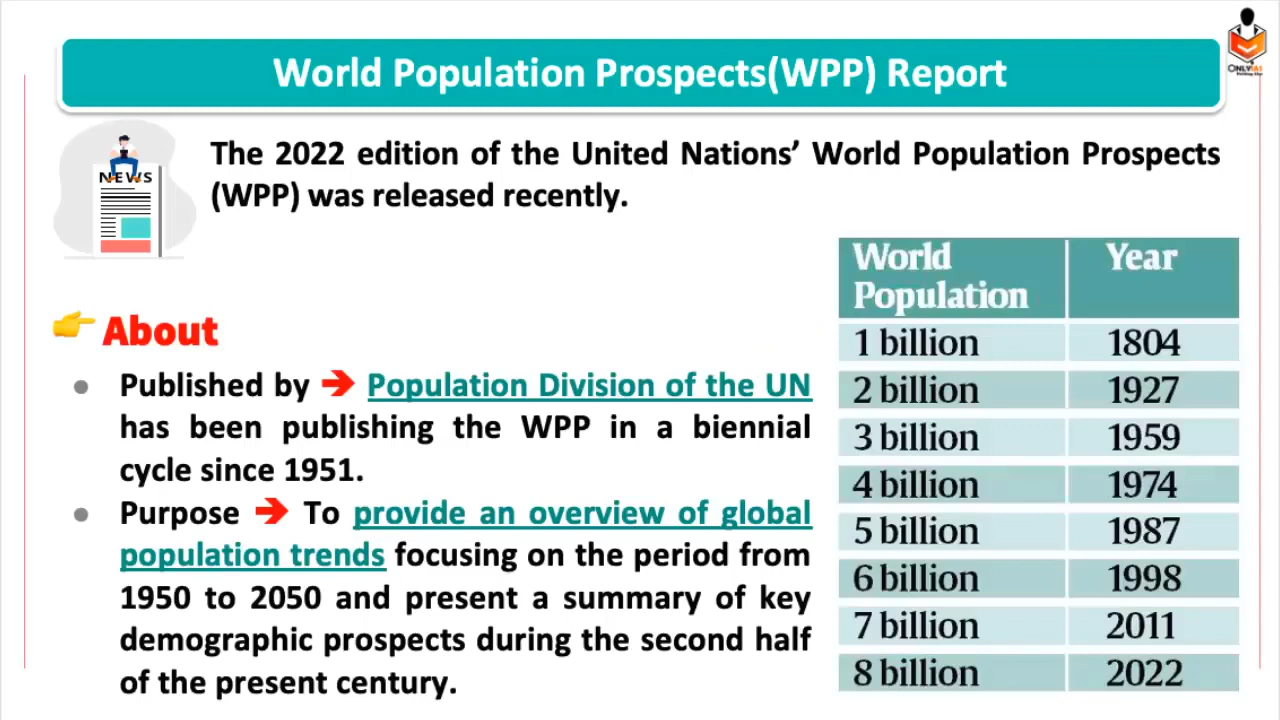 World Population Prospects(WPP) Report
ONLYIAS
NEWS
The 2022 edition of the United Nations’ World Population Prospects
(WPP) was released recently.
About
Published by ➔ Population Division of the UN
has been publishing the WPP in a biennial
cycle since 1951.
Purpose ➔ To provide an overview of global
population trends focusing on the period from
1950 to 2050 and present a summary of key
demographic prospects during the second half
of the present century.
World Population Year
1 billion 1804
2 billion 1927
3 billion 1959
4 billion 1974
5 billion 1987
6 billion 1998
7 billion 2011
8 billion 2022